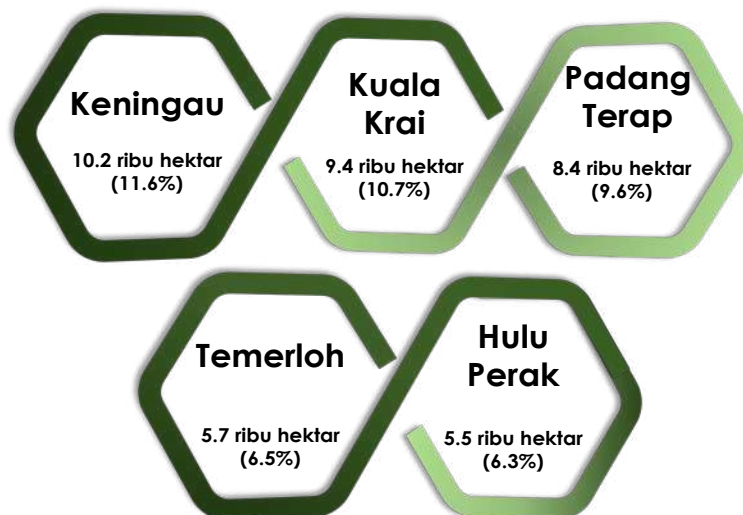 Keningau
10.2 ribu hektar
(11.6%)
Kuala
Krai
9.4 ribu hektar
(10.7%)
Padang
Terap
8.4 ribu hektar
(9.6%)
Temerloh
5.7 ribu hektar
(6.5%)
Hulu
Perak
5.5 ribu hektar
(6.3%)